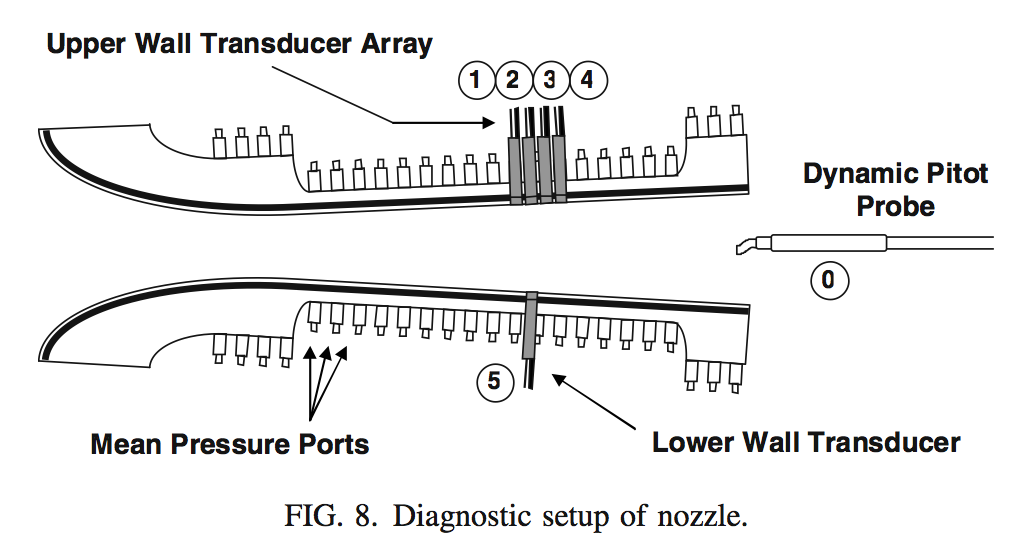 Upper Wall Transducer Array
1 2 3 4
Dynamic Pitot
Probe
0
5
Mean Pressure Ports
Lower Wall Transducer
FIG. 8. Diagnostic setup of nozzle.